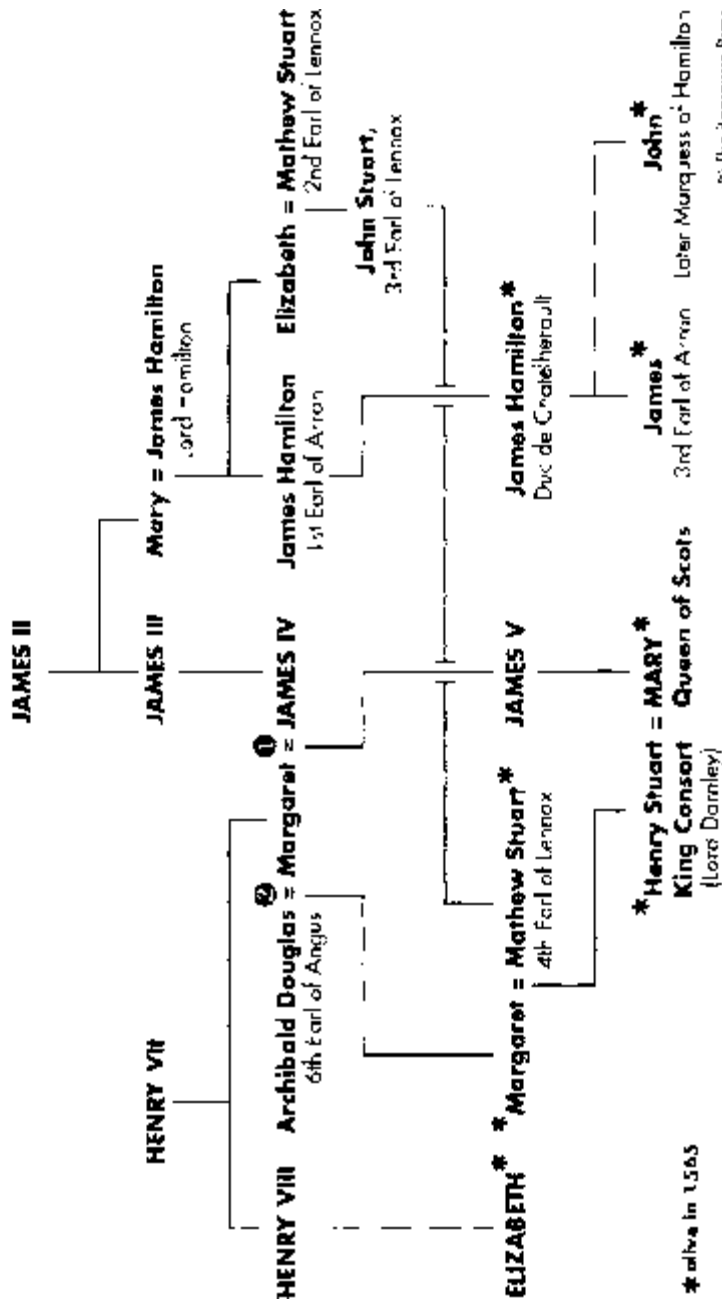 JAMES II
HENRY VII
JAMES III
Mary = James Hamilton
Lord Hamilton
HENRY VIII
Archibald Douglas = Margaret = JAMES IV
2 1
6th Earl of Angus
James Hamilton
1st Earl of Arran
Elizabeth = Mathew Stuart
2nd Earl of Lennox
John Stuart,
3rd Earl of Lennox
ELIZABETH*
*Margaret = Mathew Stuart*
4th Earl of Lennox
JAMES V
James Hamilton*
Duc de Chatelherault
*Henry Stuart = MARY*
King Consort Queen of Scots
(Lord Darnley)
James*
3rd Earl of Arran
John*
Later Marquess of Hamilton
* alive in 1565